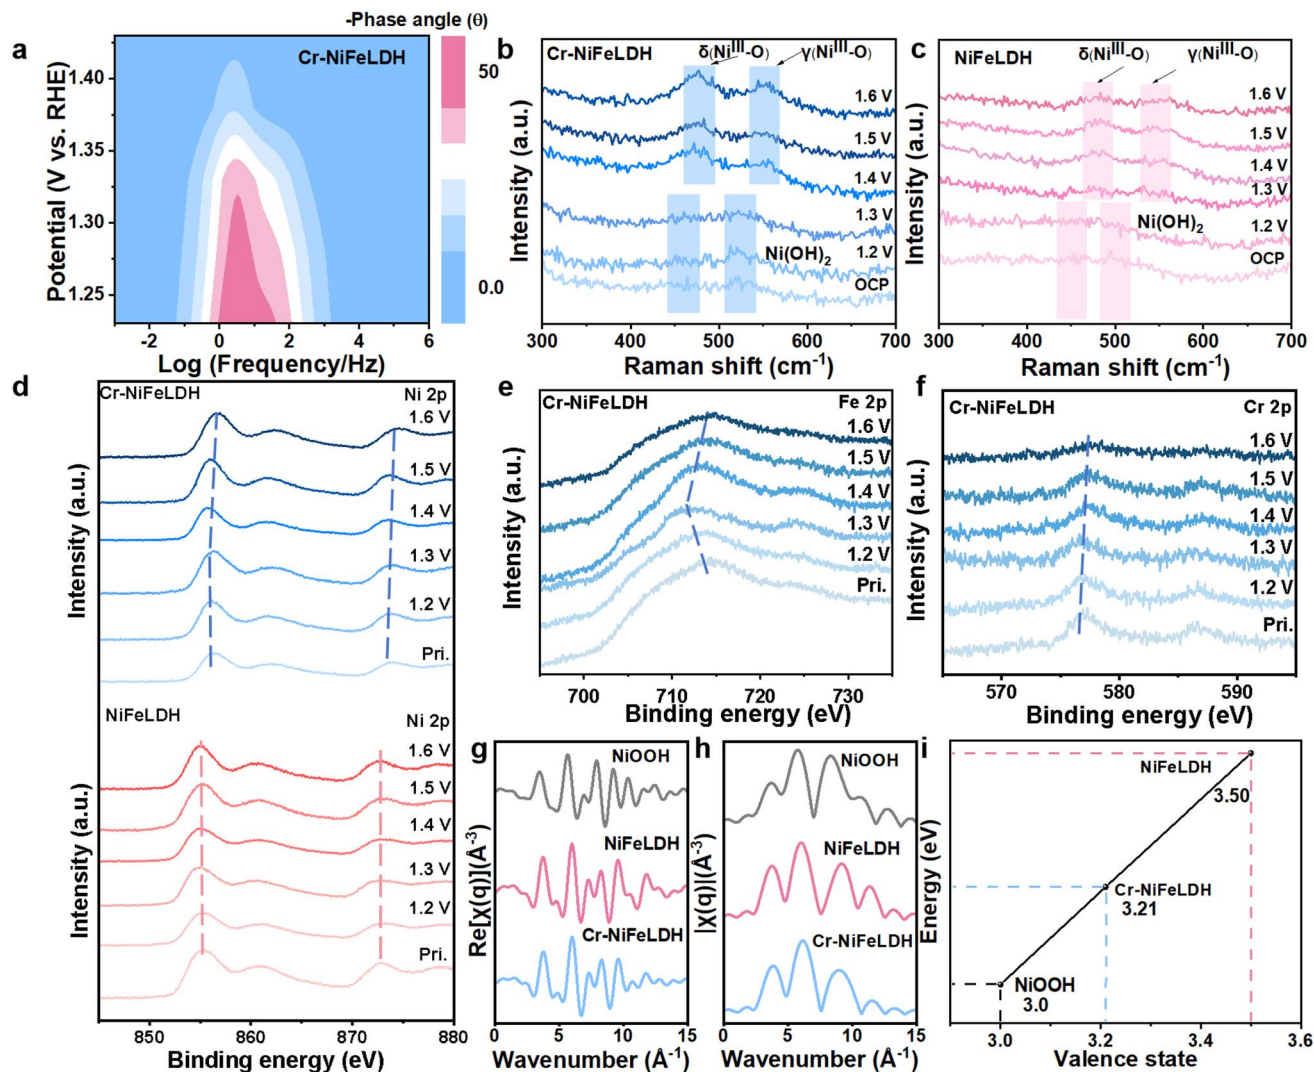 -Phase angle (θ)
a
Cr-NiFeLDH
Potential (V vs. RHE)
1.40
1.35
1.30
1.25
-2 0 2 4 6
Log (Frequency/Hz)
50
0.0
b
Cr-NiFeLDH
δ(Ni^III-O)
γ(Ni^III-O)
1.6 V
1.5 V
1.4 V
1.3 V
Ni(OH)₂
1.2 V
OCP
Intensity (a.u.)
300 400 500 600 700
Raman shift (cm⁻¹)
c
NiFeLDH
δ(Ni^III-O)
γ(Ni^III-O)
1.6 V
1.5 V
1.4 V
1.3 V
Ni(OH)₂
1.2 V
OCP
Intensity (a.u.)
300 400 500 600 700
Raman shift (cm⁻¹)
d
Cr-NiFeLDH
Ni 2p
1.6 V
1.5 V
1.4 V
1.3 V
1.2 V
Pri.
Intensity (a.u.)
NiFeLDH
Ni 2p
1.6 V
1.5 V
1.4 V
1.3 V
1.2 V
Pri.
Intensity (a.u.)
850 860 870 880
Binding energy (eV)
e
Cr-NiFeLDH
Fe 2p
1.6 V
1.5 V
1.4 V
1.3 V
1.2 V
Pri.
Intensity (a.u.)
700 710 720 730
Binding energy (eV)
f
Cr-NiFeLDH
Cr 2p
1.6 V
1.5 V
1.4 V
1.3 V
1.2 V
Pri.
Intensity (a.u.)
570 580 590
Binding energy (eV)
g
NiOOH
NiFeLDH
Cr-NiFeLDH
Re[χ(q)](Å⁻³)
0 5 10 15
Wavenumber (Å⁻¹)
h
NiOOH
NiFeLDH
Cr-NiFeLDH
|χ(q)|(Å⁻³)
0 5 10 15
Wavenumber (Å⁻¹)
i
NiFeLDH
3.50
Cr-NiFeLDH
3.21
NiOOH
3.0
Energy (eV)
3.0 3.2 3.4 3.6
Valence state